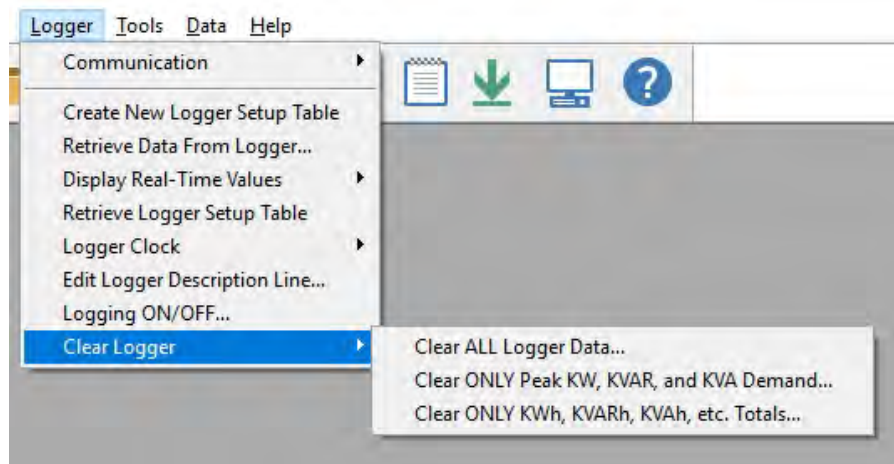 Logger Tools Data Help
Communication
?
Create New Logger Setup Table
Retrieve Data From Logger...
Display Real-Time Values
Retrieve Logger Setup Table
Logger Clock
Edit Logger Description Line...
Logging ON/OFF...
Clear Logger
Clear ALL Logger Data...
Clear ONLY Peak KW, KVAR, and KVA Demand...
Clear ONLY KWh, KVARh, KVAh, etc. Totals...